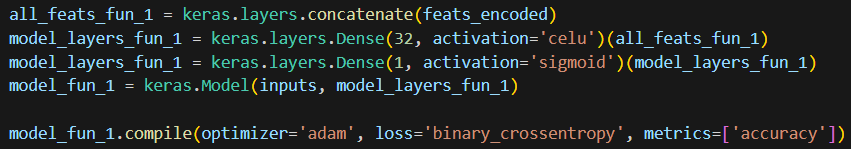 all_feats_fun_1 = keras.layers.concatenate(feats_encoded)
model_layers_fun_1 = keras.layers.Dense(32, activation='celu')(all_feats_fun_1)
model_layers_fun_1 = keras.layers.Dense(1, activation='sigmoid')(model_layers_fun_1)
model_fun_1 = keras.Model(inputs, model_layers_fun_1)
model_fun_1.compile(optimizer='adam', loss='binary_crossentropy', metrics=['accuracy'])